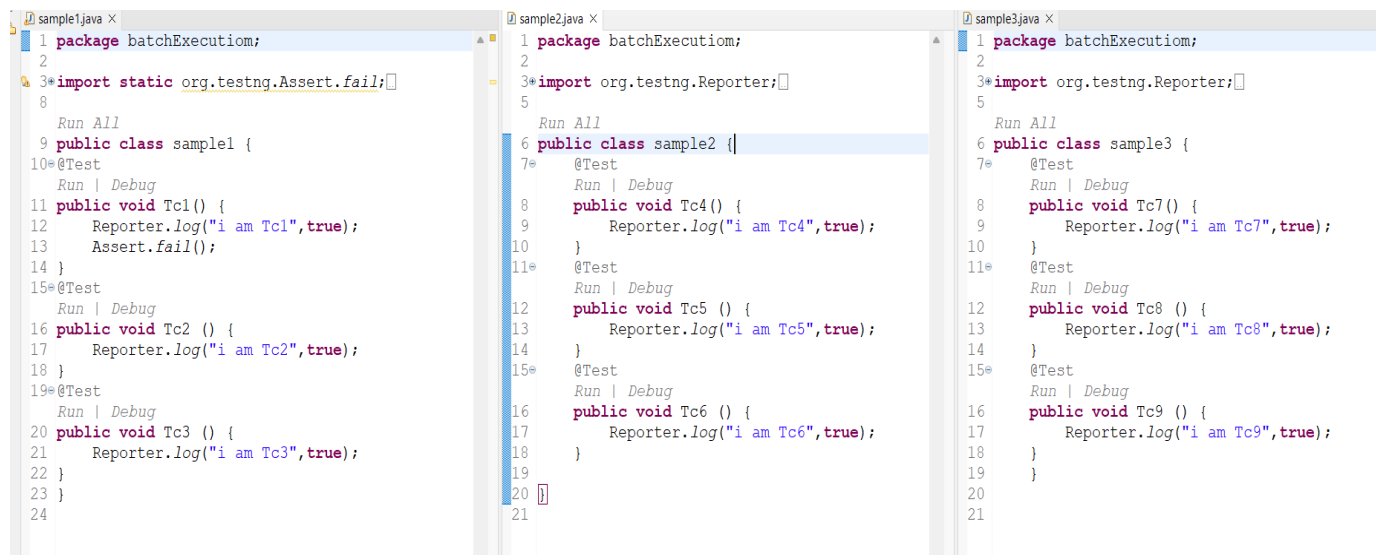 sample1.java
1 package batchExecutiom;
2
3 import static org.testng.Assert.fail;
8
Run All
9 public class sample1 {
10 @Test
Run | Debug
11 public void Tc1() {
12 Reporter.log("i am Tc1",true);
13 Assert.fail();
14 }
15 @Test
Run | Debug
16 public void Tc2 () {
17 Reporter.log("i am Tc2",true);
18 }
19 @Test
Run | Debug
20 public void Tc3 () {
21 Reporter.log("i am Tc3",true);
22 }
23 }
24
sample2.java
1 package batchExecutiom;
2
3 import org.testng.Reporter;
5
Run All
6 public class sample2 {
7 @Test
Run | Debug
8 public void Tc4() {
9 Reporter.log("i am Tc4",true);
10 }
11 @Test
Run | Debug
12 public void Tc5 () {
13 Reporter.log("i am Tc5",true);
14 }
15 @Test
Run | Debug
16 public void Tc6 () {
17 Reporter.log("i am Tc6",true);
18 }
19
20 }
21
sample3.java
1 package batchExecutiom;
2
3 import org.testng.Reporter;
5
Run All
6 public class sample3 {
7 @Test
Run | Debug
8 public void Tc7() {
9 Reporter.log("i am Tc7",true);
10 }
11 @Test
Run | Debug
12 public void Tc8 () {
13 Reporter.log("i am Tc8",true);
14 }
15 @Test
Run | Debug
16 public void Tc9 () {
17 Reporter.log("i am Tc9",true);
18 }
19 }
20
21